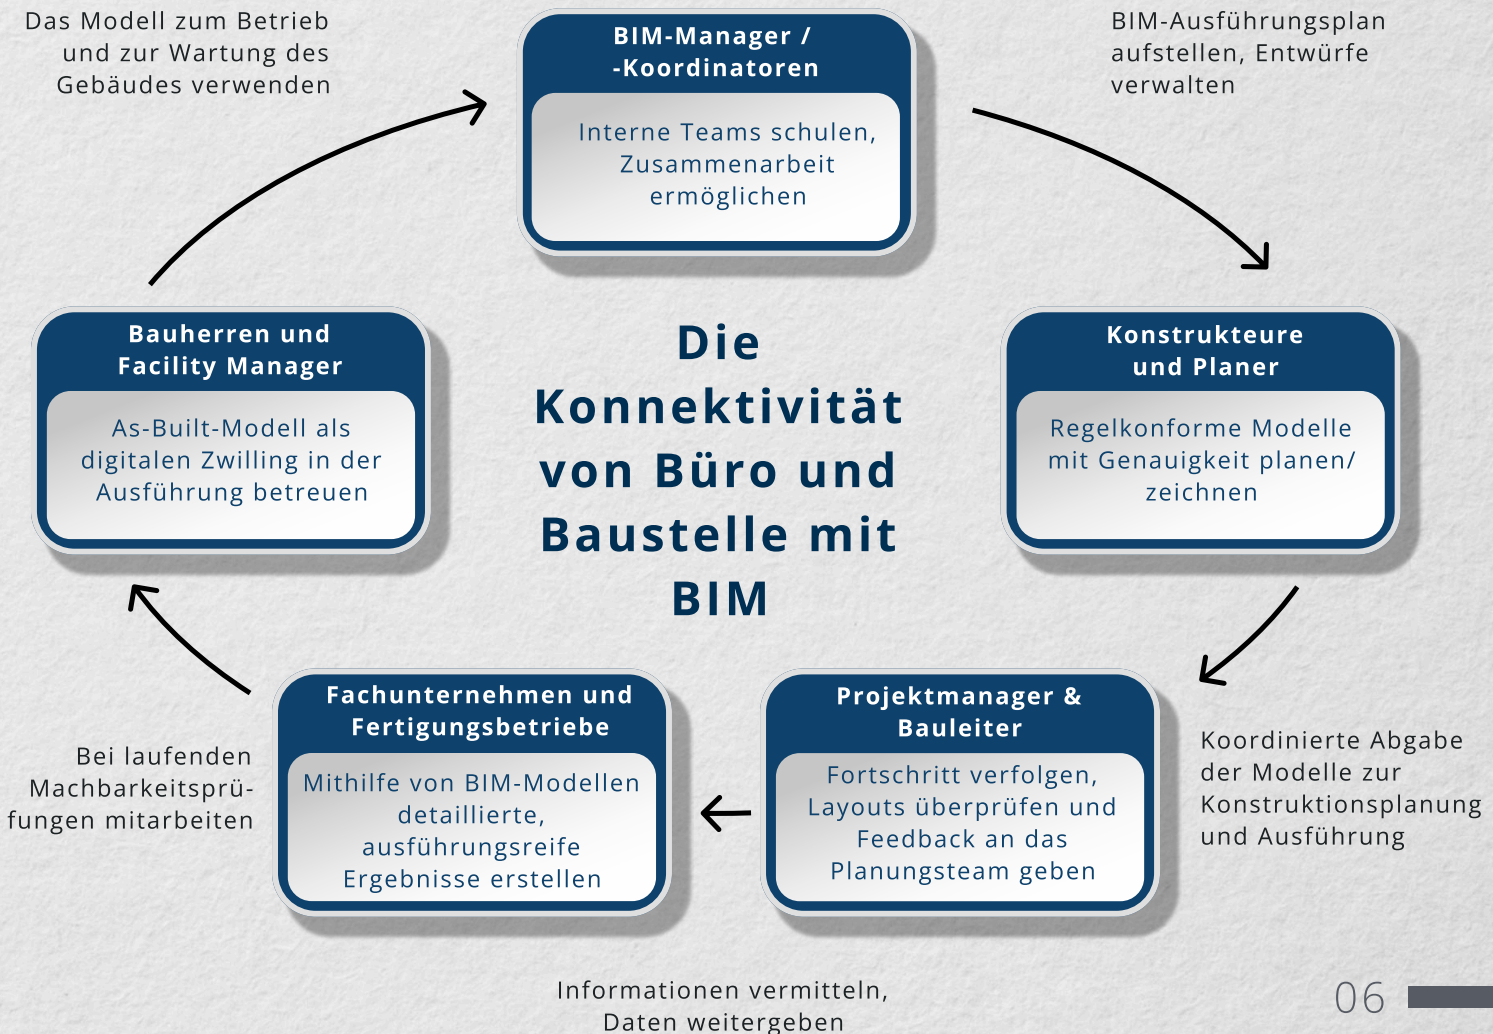 Das Modell zum Betrieb
und zur Wartung des
Gebäudes verwenden
BIM-Manager /
-Koordinatoren
Interne Teams schulen,
Zusammenarbeit
ermöglichen
BIM-Ausführungsplan
aufstellen, Entwürfe
verwalten
Bauherren und
Facility Manager
As-Built-Modell als
digitalen Zwilling in der
Ausführung betreuen
Die
Konnektivität
von Büro und
Baustelle mit
BIM
Konstrukteure
und Planer
Regelkonforme Modelle
mit Genauigkeit planen/
zeichnen
Bei laufenden
Machbarkeitsprü-
fungen mitarbeiten
Fachunternehmen und
Fertigungsbetriebe
Mithilfe von BIM-Modellen
detaillierte,
ausführungsreife
Ergebnisse erstellen
Projektmanager &
Bauleiter
Fortschritt verfolgen,
Layouts überprüfen und
Feedback an das
Planungsteam geben
Koordinierte Abgabe
der Modelle zur
Konstruktionsplanung
und Ausführung
Informationen vermitteln,
Daten weitergeben
06